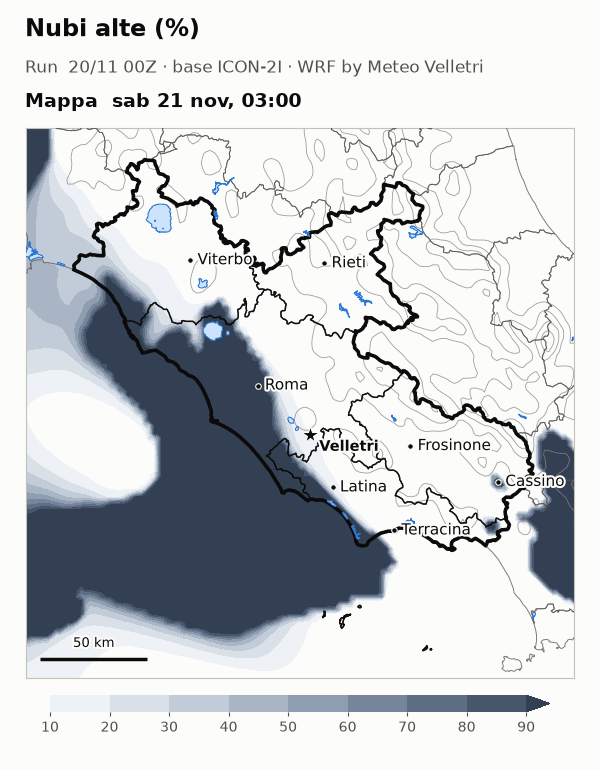 Nubi alte (%)
Run  20/11 00Z · base ICON-2I · WRF by Meteo Velletri
Mappa  sab 21 nov, 03:00
Viterbo
Rieti
Roma
Velletri
Frosinone
Latina
Cassino
Terracina
50 km
10 20 30 40 50 60 70 80 90